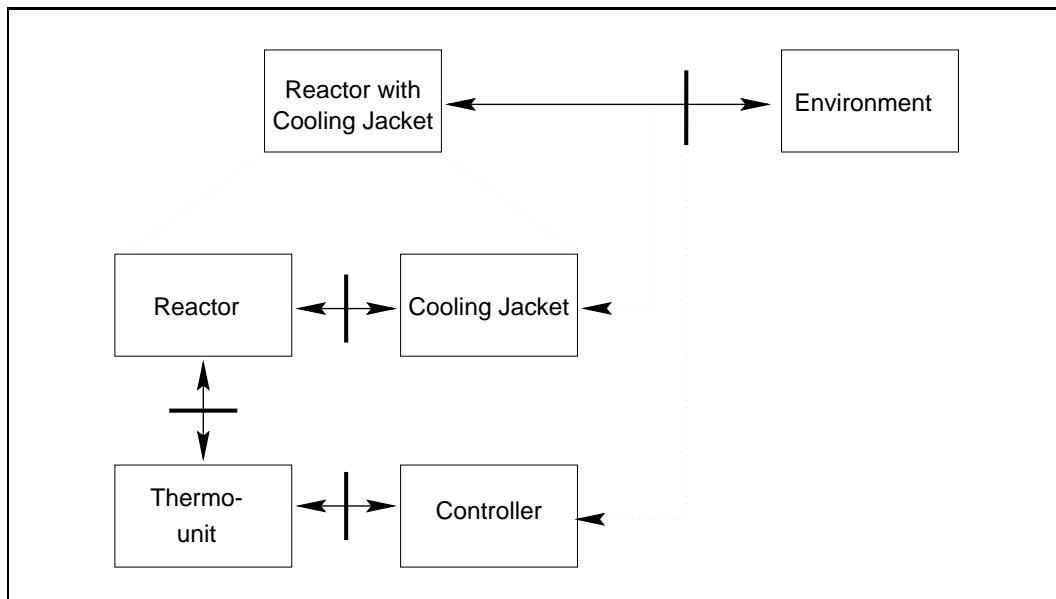 Reactor with
Cooling Jacket
Environment
Reactor
Cooling Jacket
Thermo-
unit
Controller